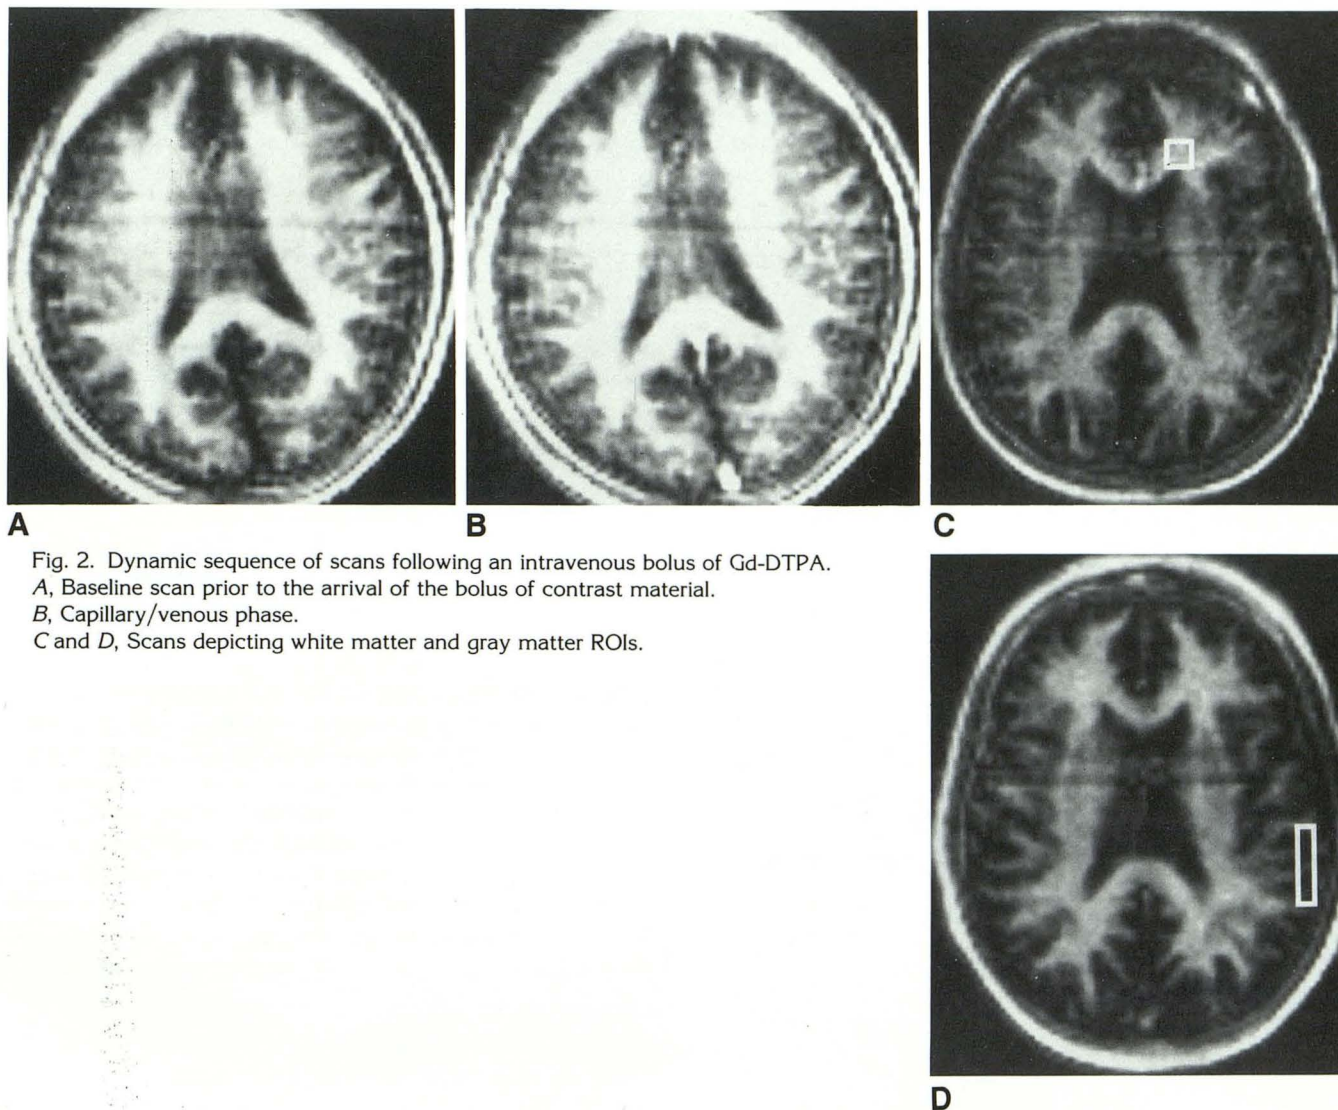 A
B
C
Fig. 2. Dynamic sequence of scans following an intravenous bolus of Gd-DTPA.
A, Baseline scan prior to the arrival of the bolus of contrast material.
B, Capillary/venous phase.
C and D, Scans depicting white matter and gray matter ROIs.
D